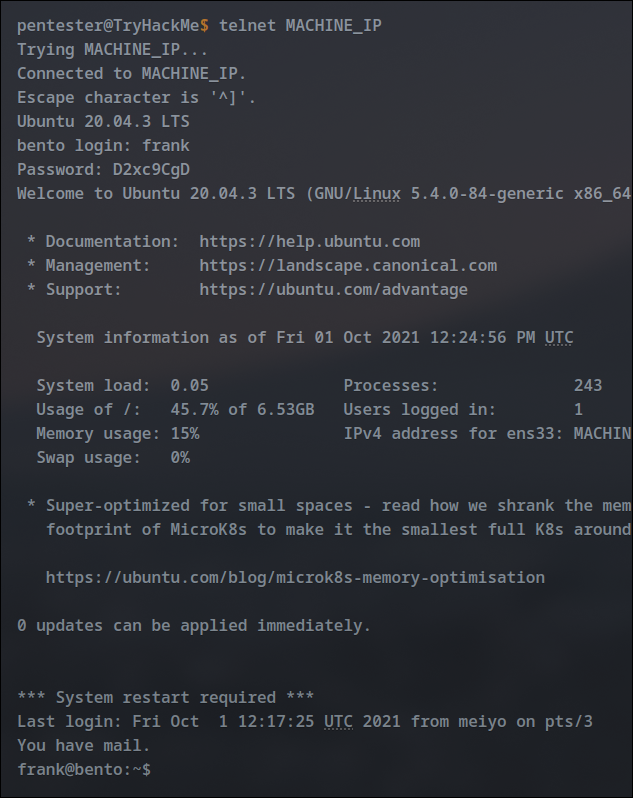 pentester@TryHackMe$ telnet MACHINE_IP
Trying MACHINE_IP...
Connected to MACHINE_IP.
Escape character is '^]'.
Ubuntu 20.04.3 LTS
bento login: frank
Password: D2xc9CgD
Welcome to Ubuntu 20.04.3 LTS (GNU/Linux 5.4.0-84-generic x86_64
* Documentation:  https://help.ubuntu.com
* Management:     https://landscape.canonical.com
* Support:        https://ubuntu.com/advantage
System information as of Fri 01 Oct 2021 12:24:56 PM UTC
System load:  0.05              Processes:              243
Usage of /:   45.7% of 6.53GB   Users logged in:        1
Memory usage: 15%               IPv4 address for ens33: MACHIN
Swap usage:   0%
* Super-optimized for small spaces - read how we shrank the mem
footprint of MicroK8s to make it the smallest full K8s around
https://ubuntu.com/blog/microk8s-memory-optimisation
0 updates can be applied immediately.
*** System restart required ***
Last login: Fri Oct  1 12:17:25 UTC 2021 from meiyo on pts/3
You have mail.
frank@bento:~$